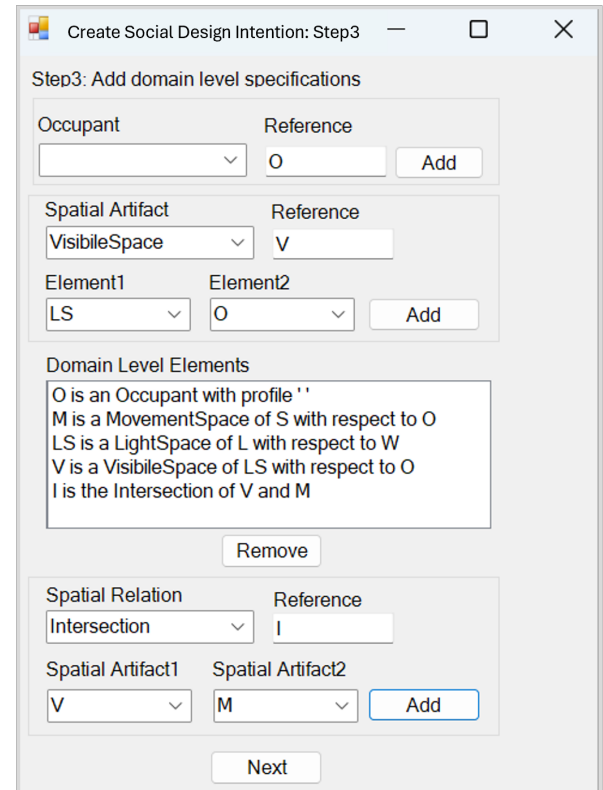 Create Social Design Intention: Step3
Step3: Add domain level specifications
Occupant Reference
O Add
Spatial Artifact Reference
VisibileSpace V
Element1 Element2
LS O Add
Domain Level Elements
O is an Occupant with profile ' '
M is a MovementSpace of S with respect to O
LS is a LightSpace of L with respect to W
V is a VisibileSpace of LS with respect to O
I is the Intersection of V and M
Remove
Spatial Relation Reference
Intersection I
Spatial Artifact1 Spatial Artifact2
V M Add
Next